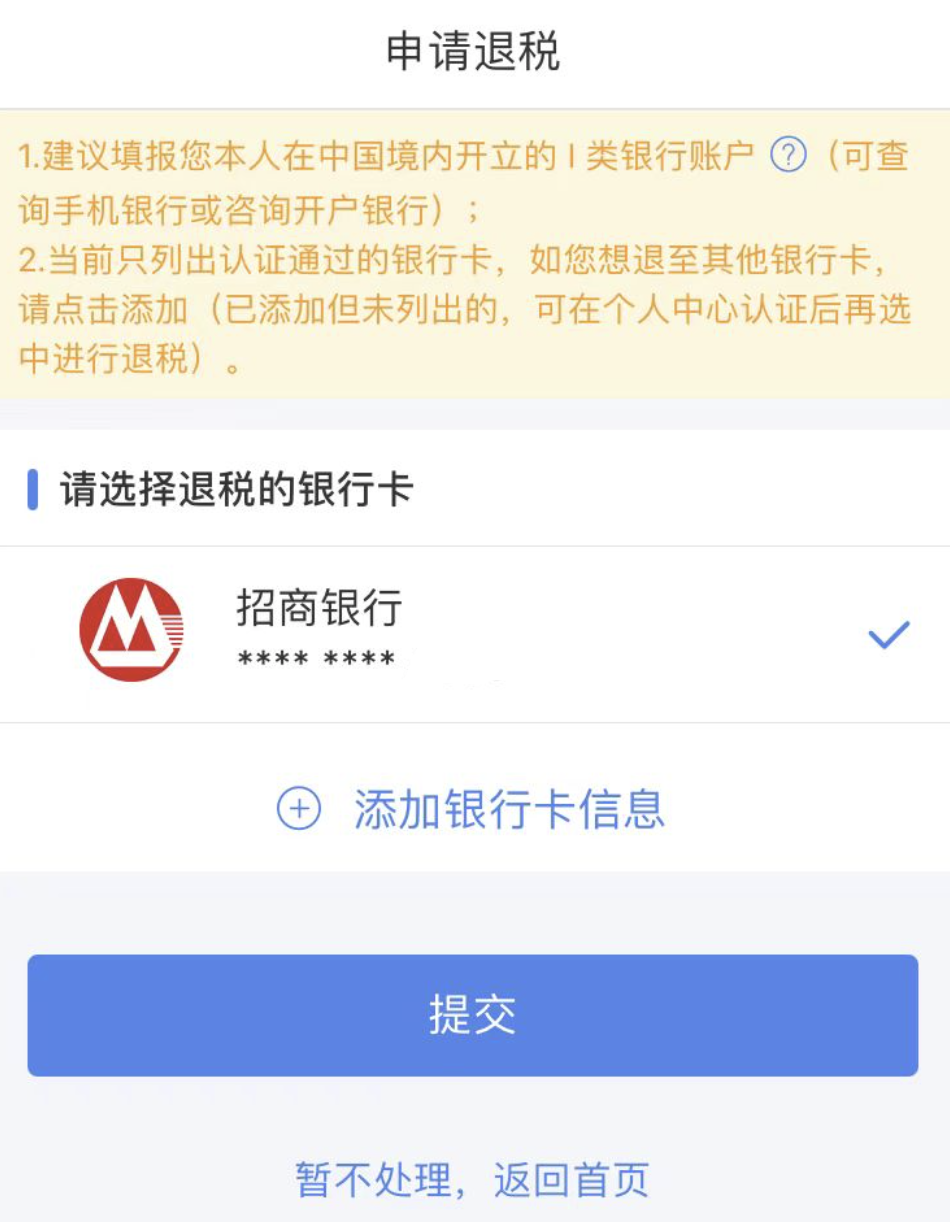 申请退税
1.建议填报您本人在中国境内开立的 I 类银行账户 ?（可查
询手机银行或咨询开户银行）；
2.当前只列出认证通过的银行卡，如您想退至其他银行卡，
请点击添加（已添加但未列出的，可在个人中心认证后再选
中进行退税）。
请选择退税的银行卡
招商银行
**** ****
添加银行卡信息
提交
暂不处理，返回首页